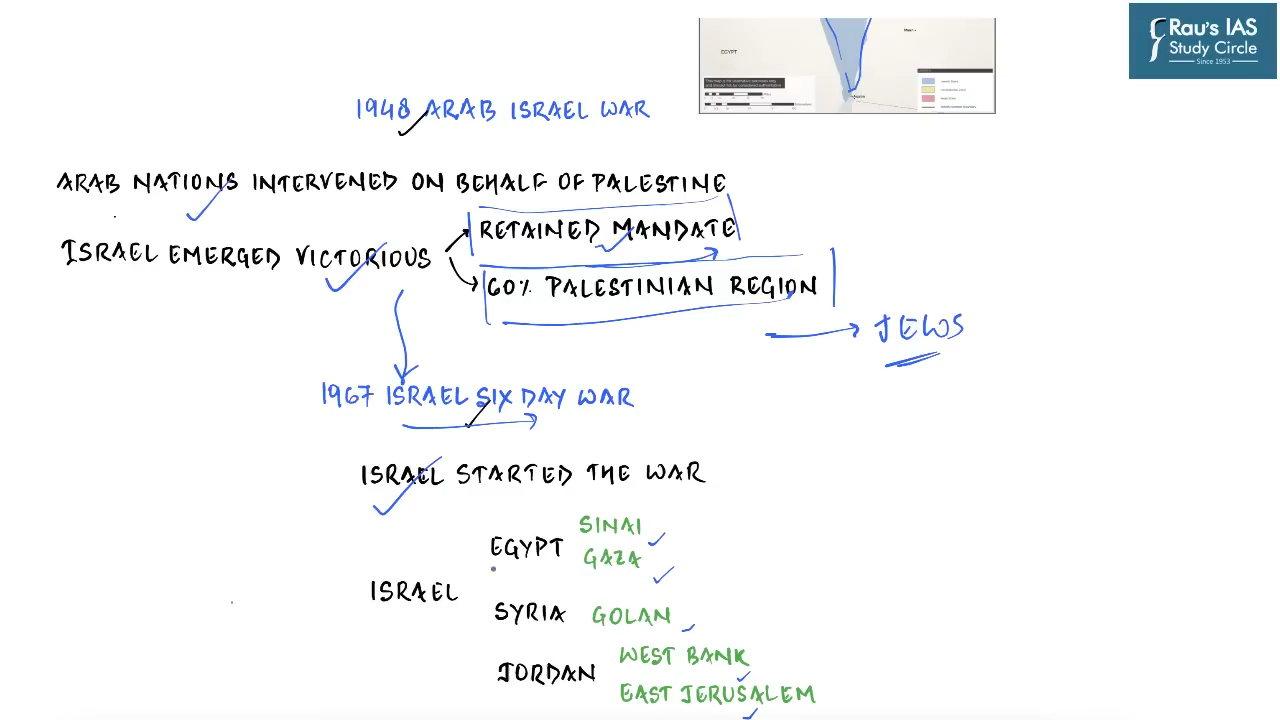 Rau's IAS
Study Circle
Since 1953
EGYPT
1948 ARAB ISRAEL WAR
ARAB NATIONS INTERVENED ON BEHALF OF PALESTINE
RETAINED MANDATE
ISRAEL EMERGED VICTORIOUS
60% PALESTINIAN REGION
JEWS
1967 ISRAEL SIX DAY WAR
ISRAEL STARTED THE WAR
SINAI
EGYPT
GAZA
ISRAEL
SYRIA GOLAN
WEST BANK
JORDAN
EAST JERUSALEM